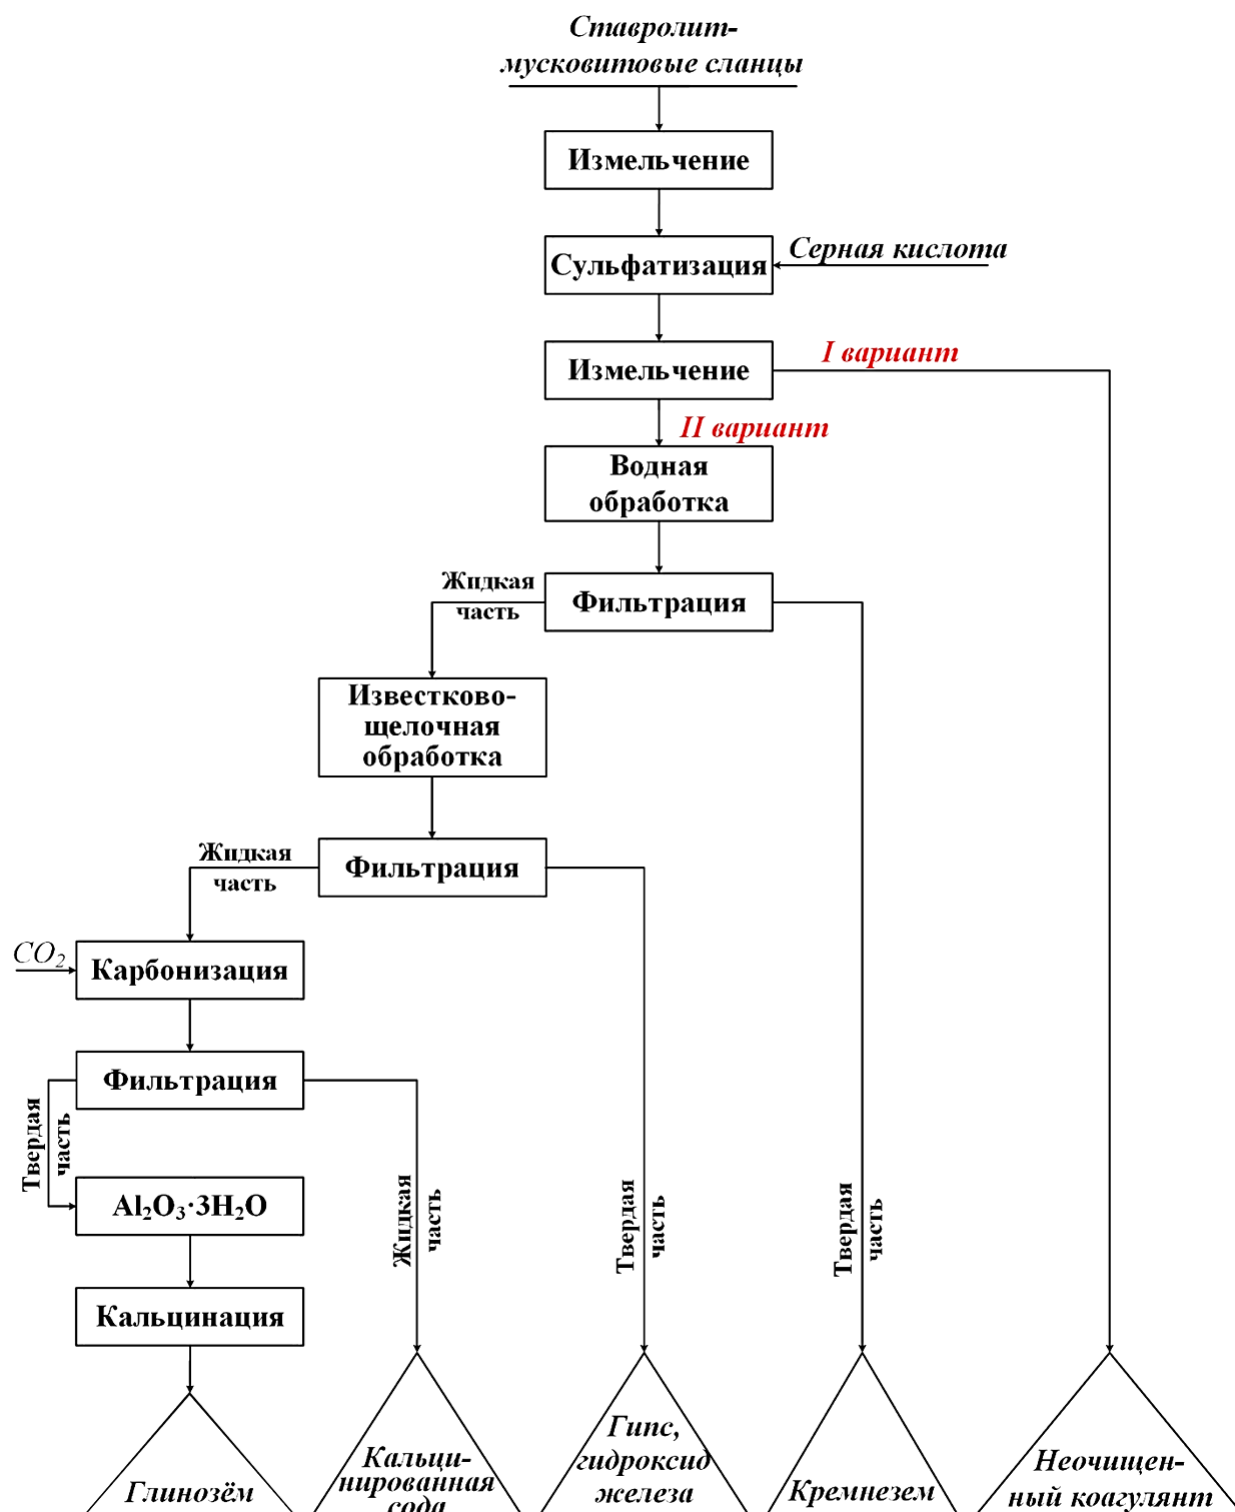 Ставролит-
мусковитовые сланцы
Измельчение
Серная кислота
Сульфатизация
I вариант
Измельчение
II вариант
Водная
обработка
Жидкая
часть
Фильтрация
Известково-
щелочная
обработка
Жидкая
часть
Фильтрация
CO₂
Карбонизация
Фильтрация
Твердая
часть
Al₂O₃·3H₂O
Жидкая
часть
Твердая
часть
Твердая
часть
Кальцинация
Глинозём
Кальци-
нированная
сода
Гипс,
гидроксид
железа
Кремнезем
Неочищен-
ный коагулянт